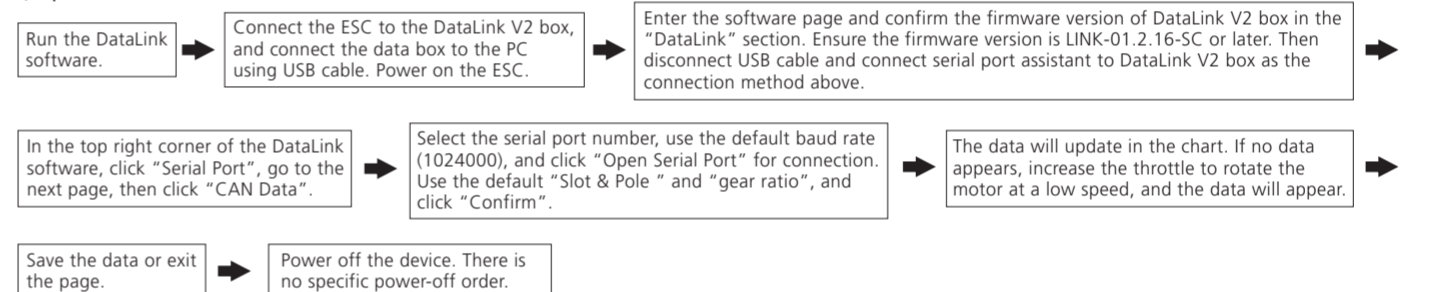 Run the DataLink
software.
Connect the ESC to the DataLink V2 box,
and connect the data box to the PC
using USB cable. Power on the ESC.
Enter the software page and confirm the firmware version of DataLink V2 box in the
“DataLink” section. Ensure the firmware version is LINK-01.2.16-SC or later. Then
disconnect USB cable and connect serial port assistant to DataLink V2 box as the
connection method above.
In the top right corner of the DataLink
software, click “Serial Port”, go to the
next page, then click “CAN Data”.
Select the serial port number, use the default baud rate
(1024000), and click “Open Serial Port” for connection.
Use the default “Slot & Pole ” and “gear ratio”, and
click “Confirm”.
The data will update in the chart. If no data
appears, increase the throttle to rotate the
motor at a low speed, and the data will appear.
Save the data or exit
the page.
Power off the device. There is
no specific power-off order.